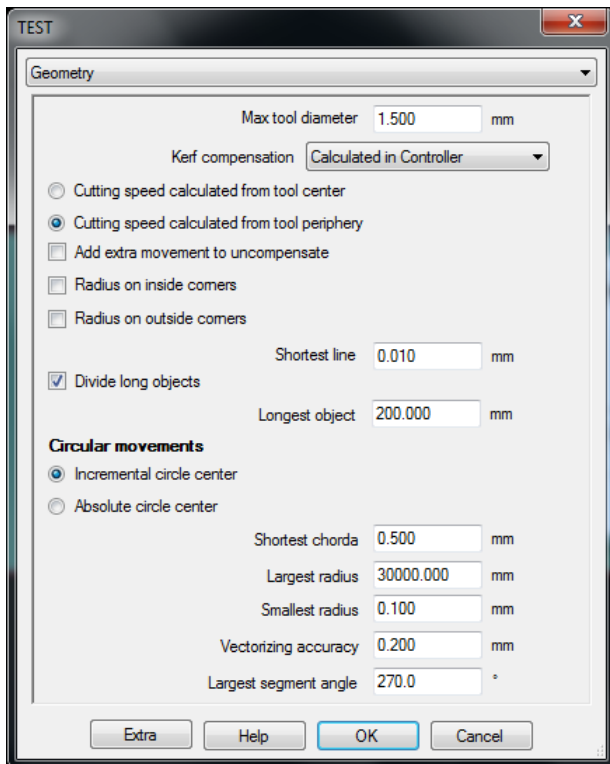 TEST
Geometry
Max tool diameter 1.500 mm
Kerf compensation Calculated in Controller
Cutting speed calculated from tool center
Cutting speed calculated from tool periphery
Add extra movement to uncompensate
Radius on inside corners
Radius on outside corners
Shortest line 0.010 mm
Divide long objects
Longest object 200.000 mm
Circular movements
Incremental circle center
Absolute circle center
Shortest chorda 0.500 mm
Largest radius 30000.000 mm
Smallest radius 0.100 mm
Vectorizing accuracy 0.200 mm
Largest segment angle 270.0 °
Extra Help OK Cancel